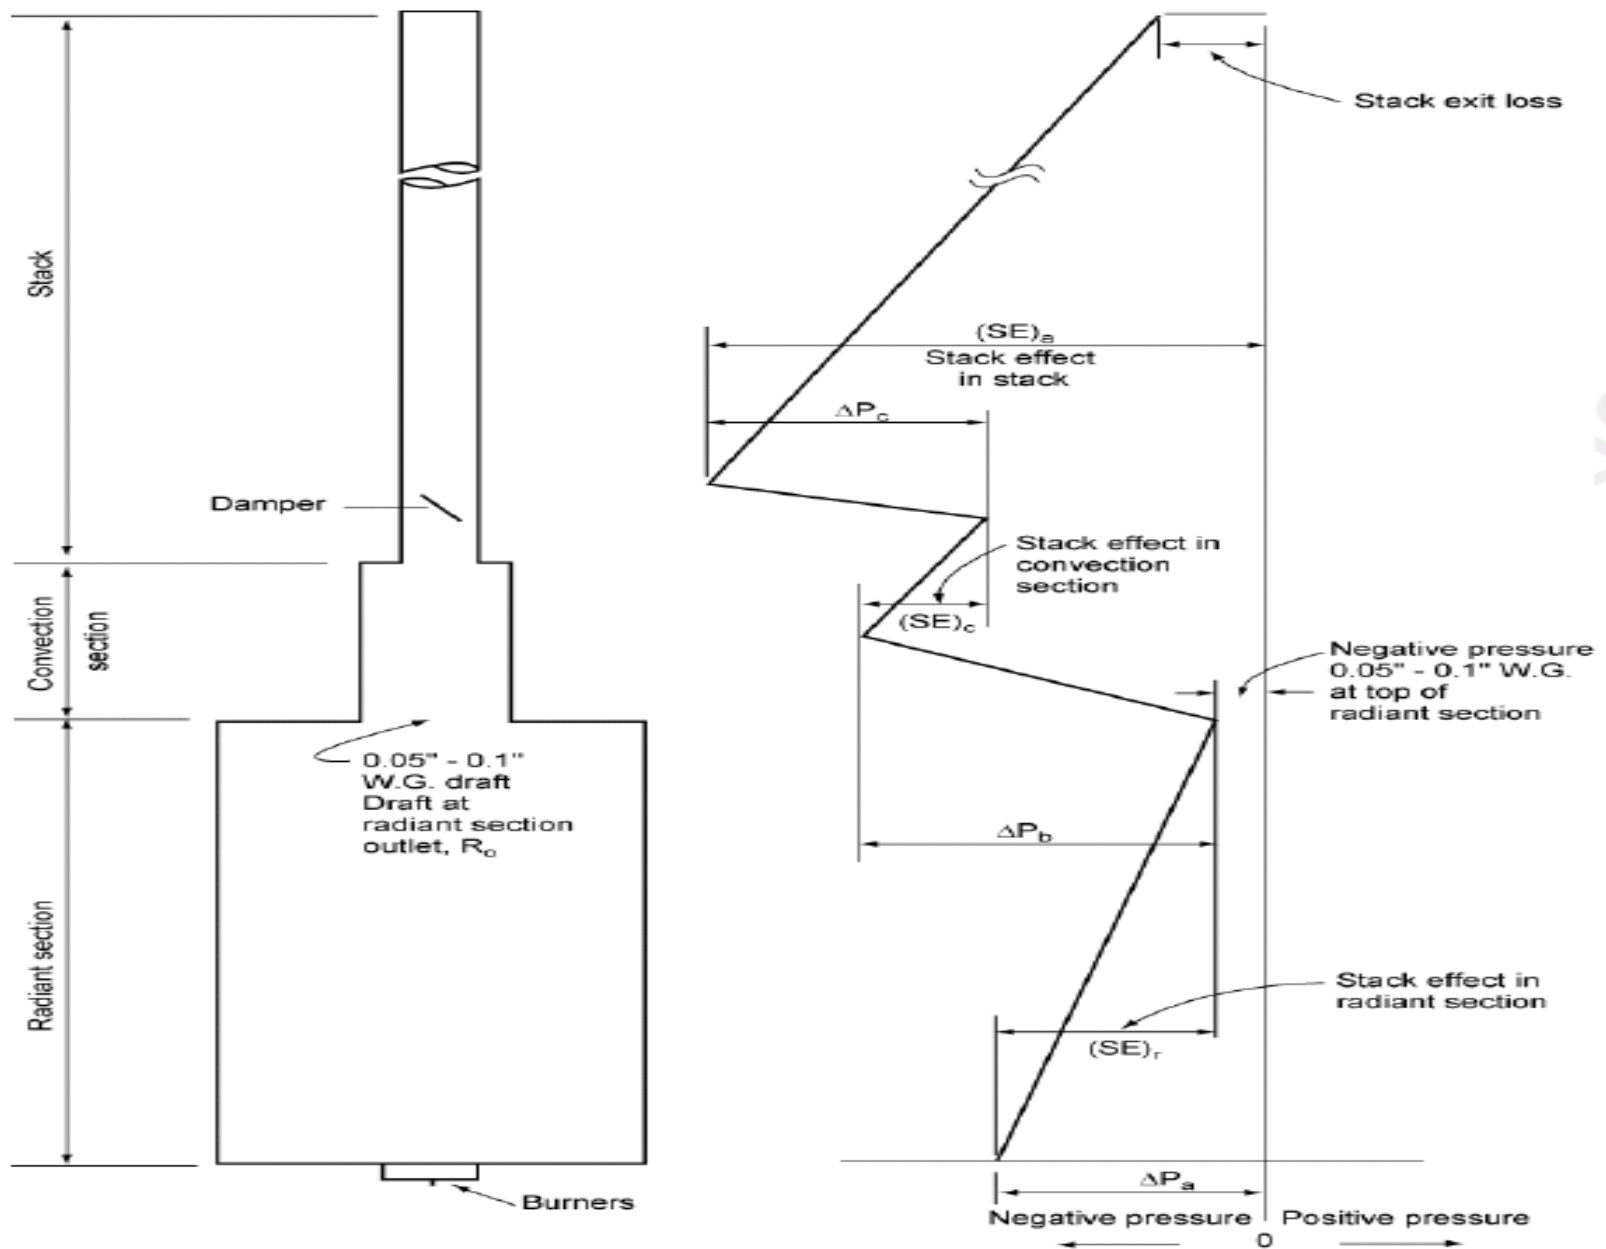 Stack exit loss
Stack
(SE)a
Stack effect
in stack
ΔPc
Damper
Stack effect in
convection
section
(SE)c
Convection
section
Negative pressure
0.05" - 0.1" W.G.
at top of
radiant section
0.05" - 0.1"
W.G. draft
Draft at
radiant section
outlet, Ro
ΔPb
Radiant section
Stack effect in
radiant section
(SE)r
ΔPa
Burners
Negative pressure
Positive pressure
0